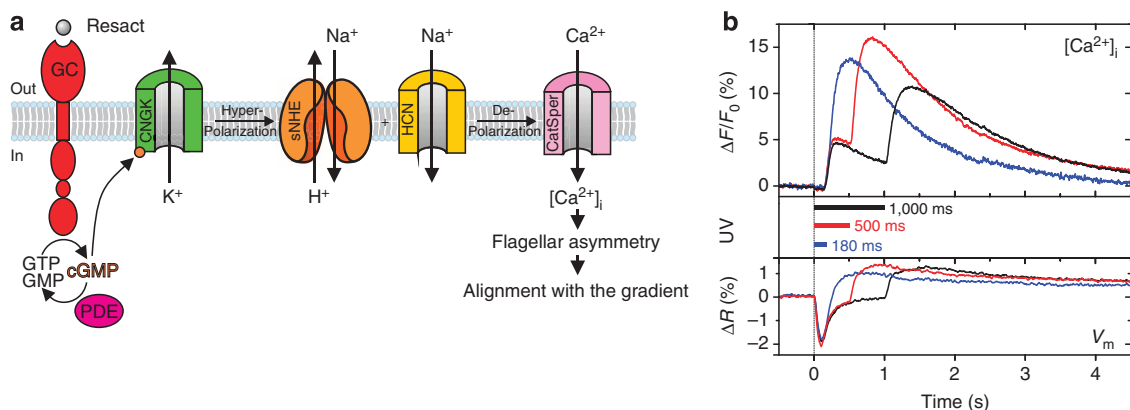 a
Resact
GC
Out
In
CNGK
K⁺
Hyper-
Polarization
Na⁺
sNHE
H⁺
+
Na⁺
HCN
De-
Polarization
Ca²⁺
CatSper
[Ca²⁺]ᵢ
Flagellar asymmetry
Alignment with the gradient
GTP
GMP
cGMP
PDE
b
[Ca²⁺]ᵢ
ΔF/F₀ (%)
15
10
5
0
UV
1,000 ms
500 ms
180 ms
ΔR (%)
1
0
−1
−2
Vₘ
0 1 2 3 4
Time (s)